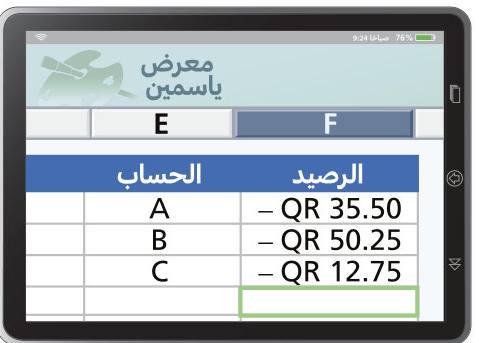 9:24 صباحًا 76%
معرض
ياسمين
E F
الحساب الرصيد
A – QR 35.50
B – QR 50.25
C – QR 12.75